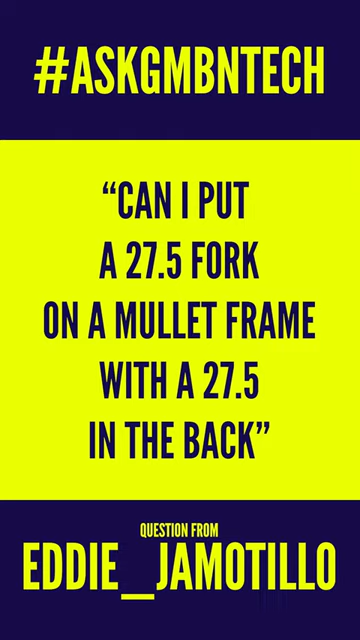 #ASKGMBNTECH
“CAN I PUT
A 27.5 FORK
ON A MULLET FRAME
WITH A 27.5
IN THE BACK”
QUESTION FROM
EDDIE_JAMOTILLO